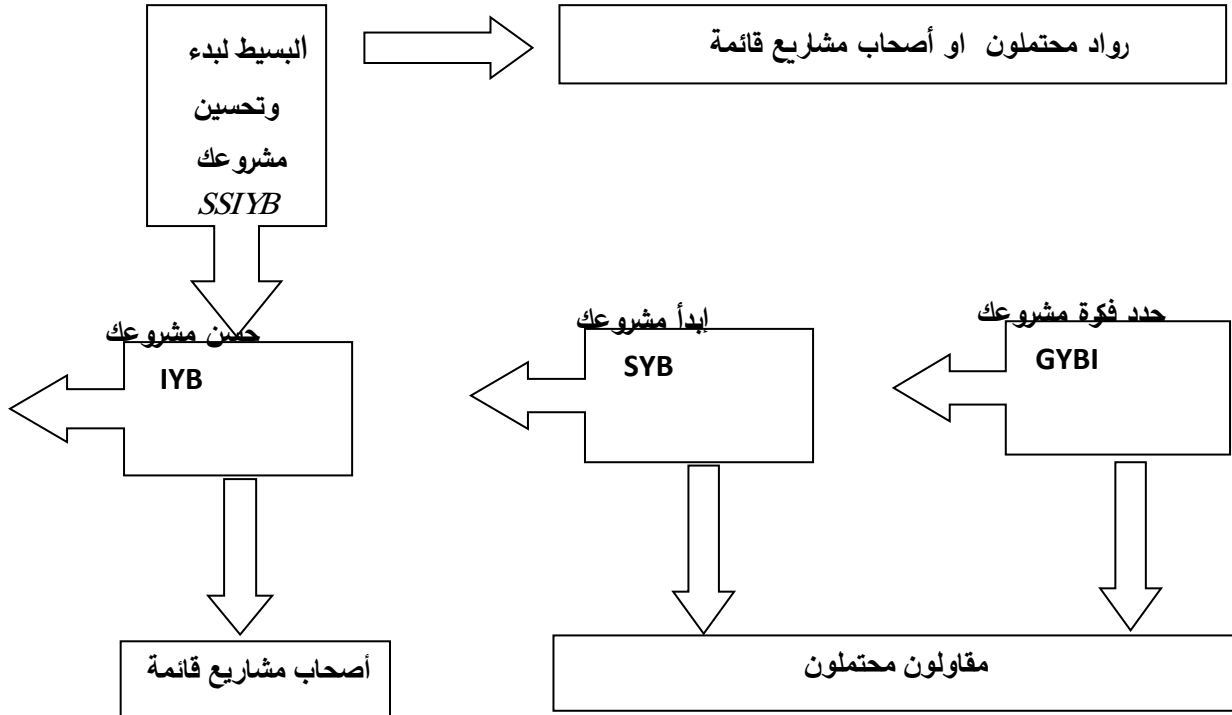 رواد محتملون او أصحاب مشاريع قائمة
البسيط لبدء
وتحسين
مشروعك
SSIYB
حدد فكرة مشروعك
GYBI
إبدأ مشروعك
SYB
حسن مشروعك
IYB
مقاولون محتملون
أصحاب مشاريع قائمة